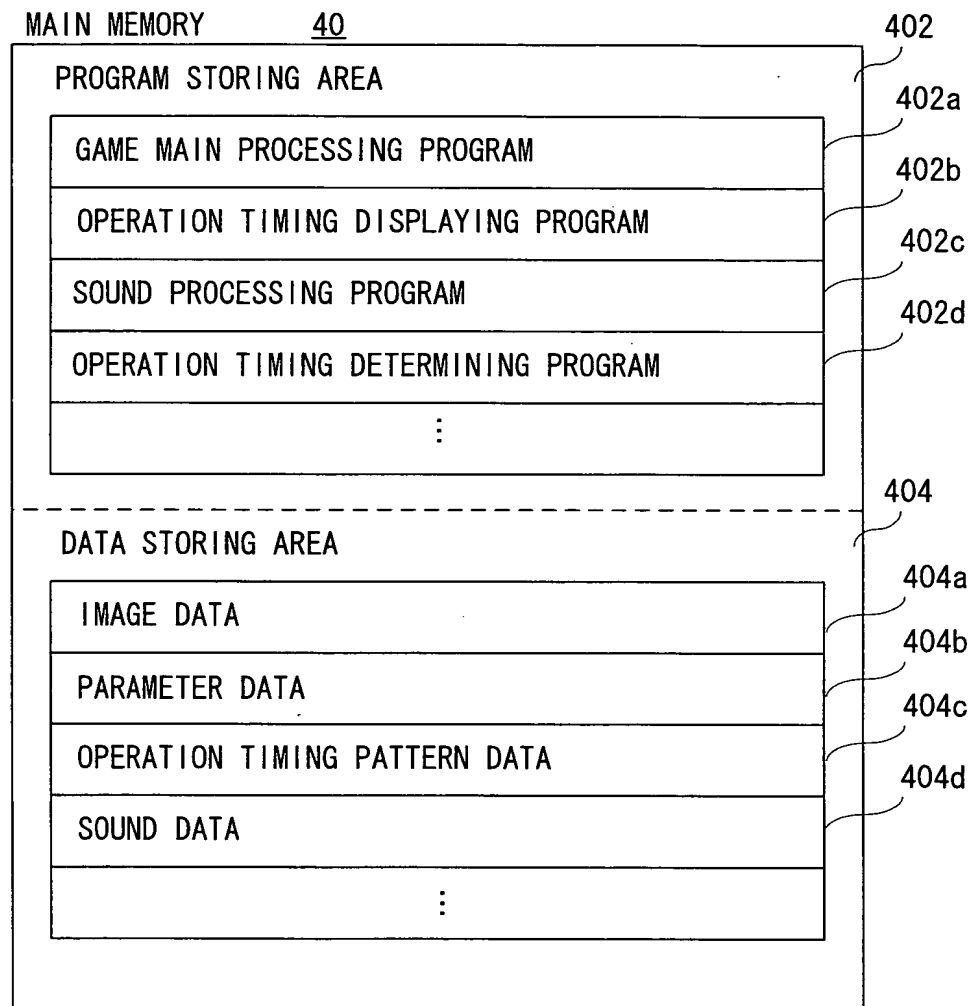 MAIN MEMORY 40
402
PROGRAM STORING AREA
402a
GAME MAIN PROCESSING PROGRAM
402b
OPERATION TIMING DISPLAYING PROGRAM
402c
SOUND PROCESSING PROGRAM
402d
OPERATION TIMING DETERMINING PROGRAM
⋮
404
DATA STORING AREA
404a
IMAGE DATA
404b
PARAMETER DATA
404c
OPERATION TIMING PATTERN DATA
404d
SOUND DATA
⋮